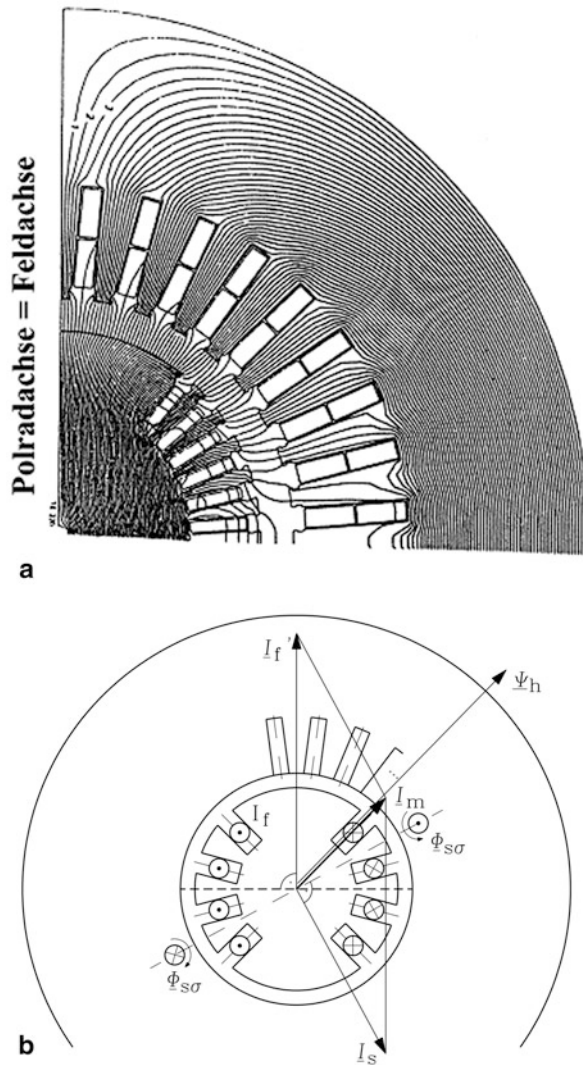 Polradachse = Feldachse
a
I_f'
Ψ_h
I_f
I_m
Φ_sσ
Φ_sσ
b
I_s